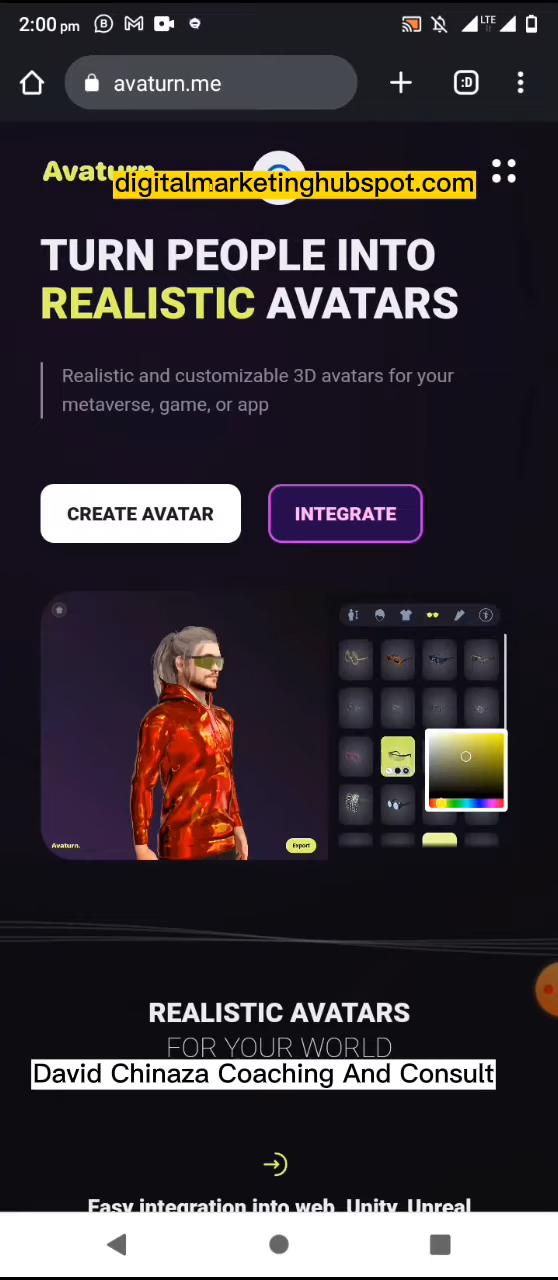 2:00 pm
LTE
avaturn.me
:D
Avaturn
digitalmarketinghubspot.com
TURN PEOPLE INTO
REALISTIC AVATARS
Realistic and customizable 3D avatars for your
metaverse, game, or app
CREATE AVATAR
INTEGRATE
Avaturn.
Export
REALISTIC AVATARS
FOR YOUR WORLD
David Chinaza Coaching And Consult
Easy integration into web, Unity, Unreal